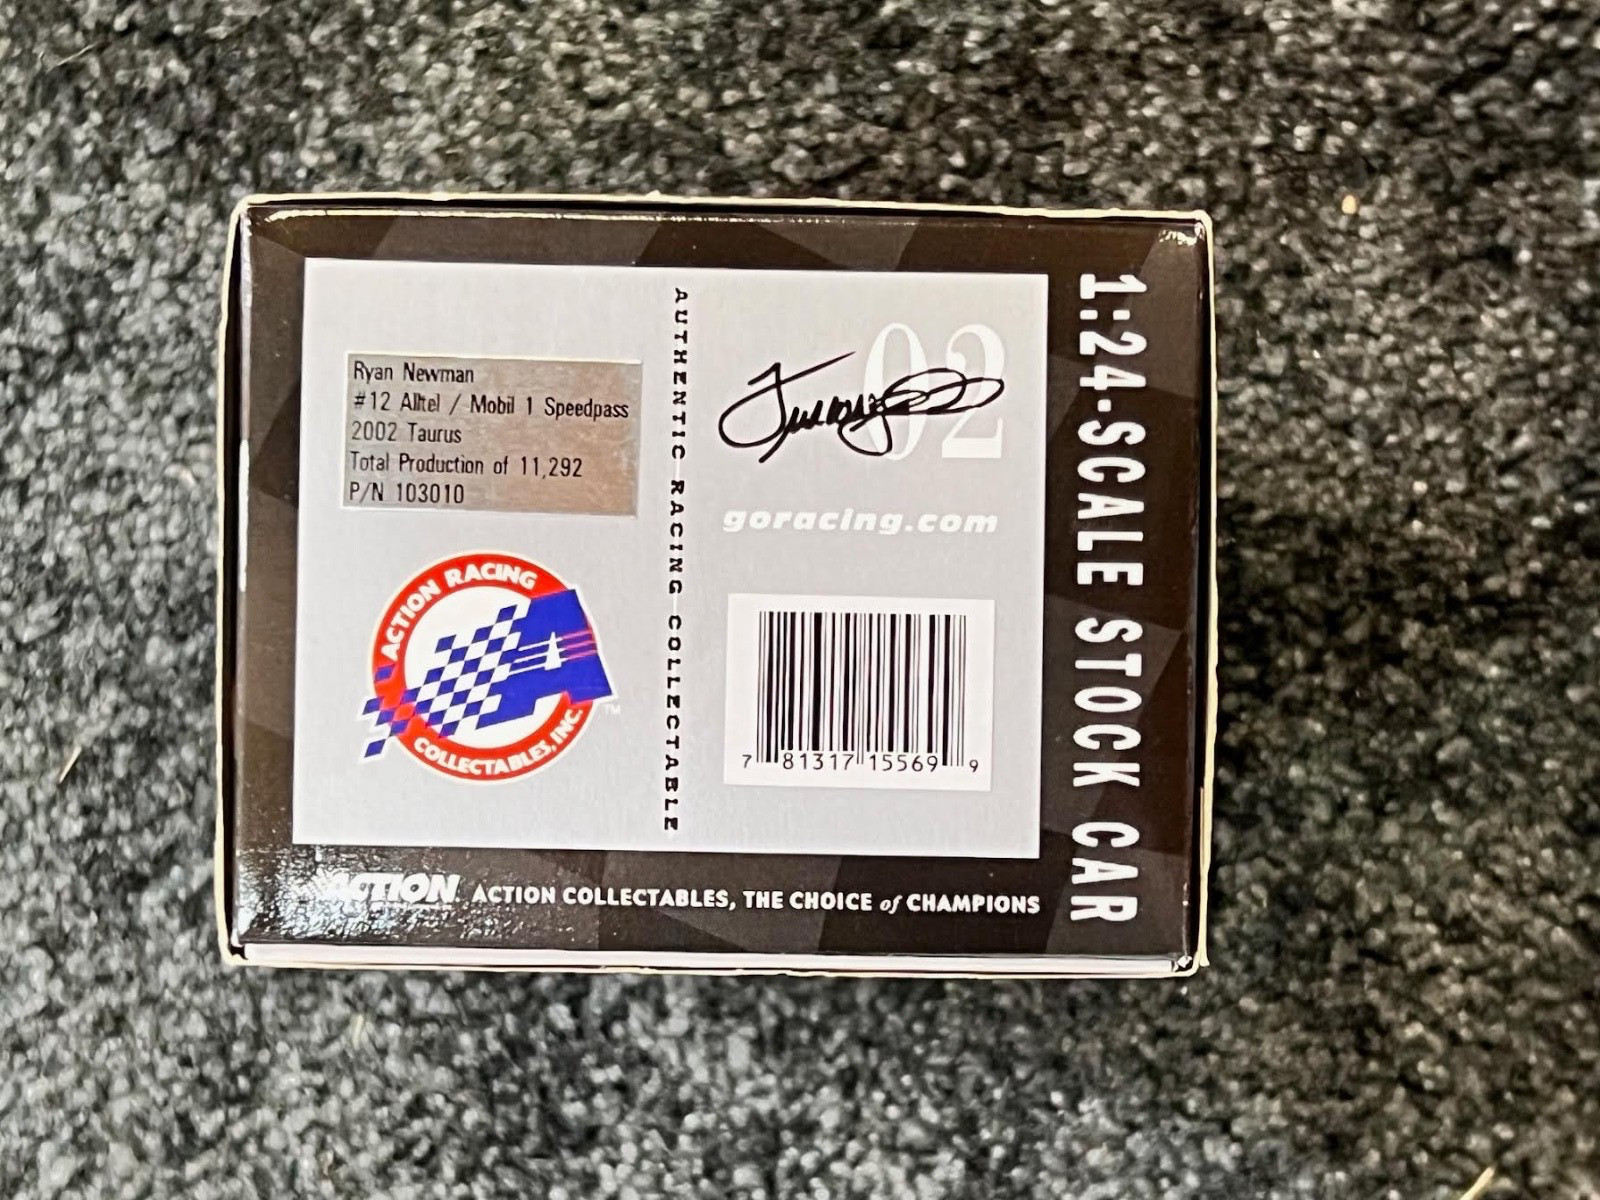 Ryan Newman
#12 Alltel / Mobil 1 Speedpass
2002 Taurus
Total Production of 11,292
P/N 103010
ACTION RACING
COLLECTABLES, INC.
TM
AUTHENTIC RACING COLLECTABLE
02
goracing.com
7 81317 15569 9
1:24-SCALE STOCK CAR
ACTION. ACTION COLLECTABLES, THE CHOICE of CHAMPIONS